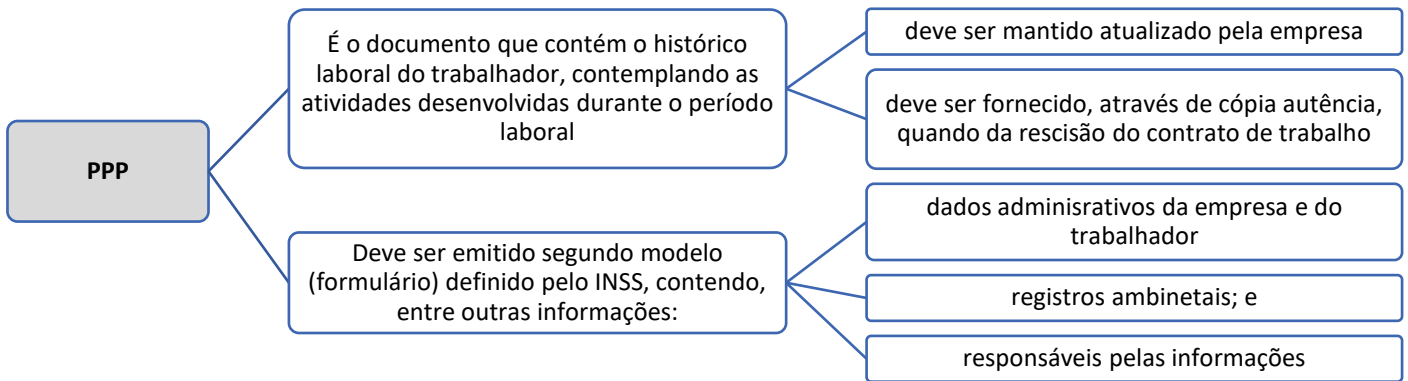 PPP
É o documento que contém o histórico
laboral do trabalhador, contemplando as
atividades desenvolvidas durante o período
laboral
deve ser mantido atualizado pela empresa
deve ser fornecido, através de cópia autência,
quando da rescisão do contrato de trabalho
Deve ser emitido segundo modelo
(formulário) definido pelo INSS, contendo,
entre outras informações:
dados adminisrativos da empresa e do
trabalhador
registros ambinetais; e
responsáveis pelas informações